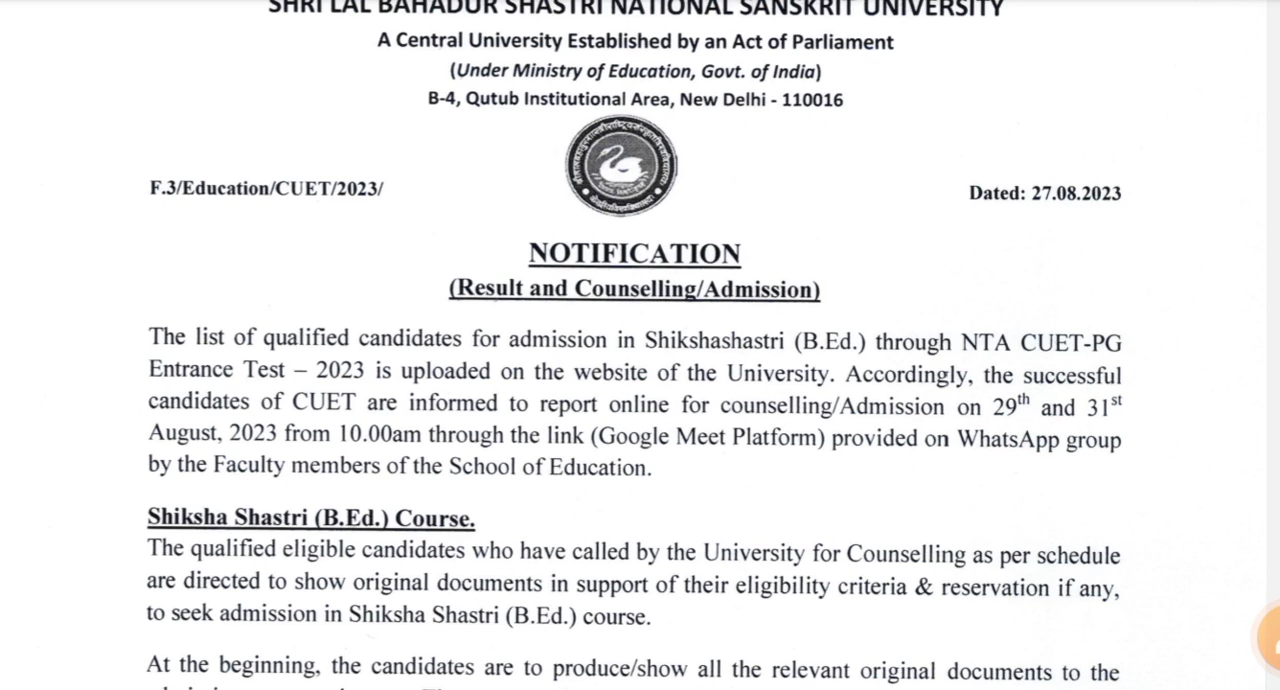 SHRI LAL BAHADUR SHASTRI NATIONAL SANSKRIT UNIVERSITY
A Central University Established by an Act of Parliament
(Under Ministry of Education, Govt. of India)
B-4, Qutub Institutional Area, New Delhi - 110016
F.3/Education/CUET/2023/
Dated: 27.08.2023
NOTIFICATION
(Result and Counselling/Admission)
The list of qualified candidates for admission in Shikshashastri (B.Ed.) through NTA CUET-PG
Entrance Test – 2023 is uploaded on the website of the University. Accordingly, the successful
candidates of CUET are informed to report online for counselling/Admission on 29th and 31st
August, 2023 from 10.00am through the link (Google Meet Platform) provided on WhatsApp group
by the Faculty members of the School of Education.
Shiksha Shastri (B.Ed.) Course.
The qualified eligible candidates who have called by the University for Counselling as per schedule
are directed to show original documents in support of their eligibility criteria & reservation if any,
to seek admission in Shiksha Shastri (B.Ed.) course.
At the beginning, the candidates are to produce/show all the relevant original documents to the